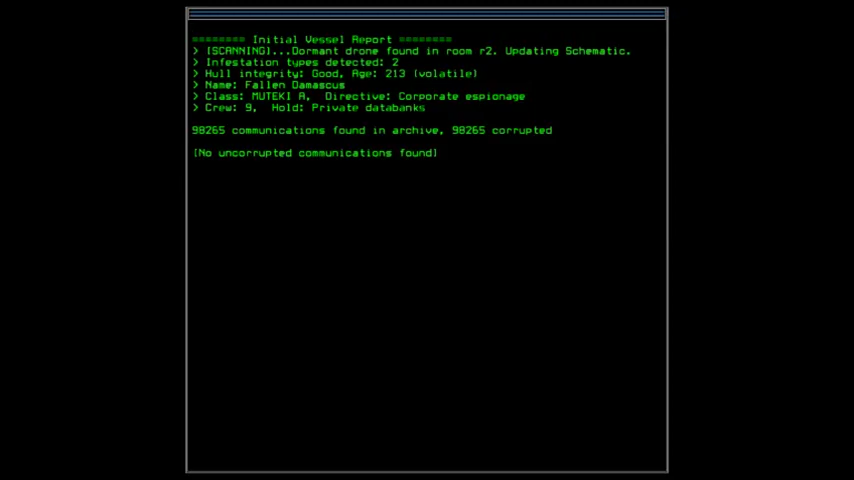 ======== Initial Vessel Report ========
> [SCANNING]...Dormant drone found in room r2. Updating Schematic.
> Infestation types detected: 2
> Hull integrity: Good, Age: 213 (volatile)
> Name: Fallen Damascus
> Class: MUTEKI A,  Directive: Corporate espionage
> Crew: 9,  Hold: Private databanks
98265 communications found in archive, 98265 corrupted
[No uncorrupted communications found]